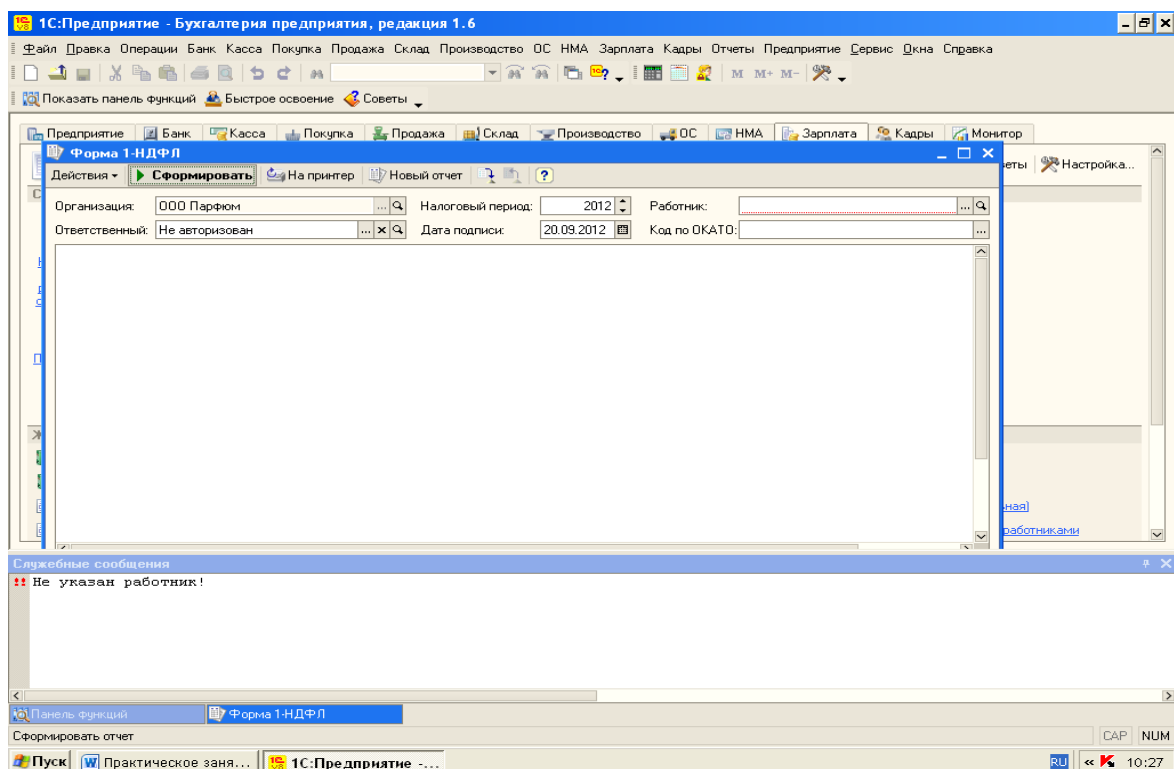 1С:Предприятие - Бухгалтерия предприятия, редакция 1.6
Файл Правка Операции Банк Касса Покупка Продажа Склад Производство ОС НМА Зарплата Кадры Отчеты Предприятие Сервис Окна Справка
M M+ M-
Показать панель функций Быстрое освоение Советы
Предприятие Банк Касса Покупка Продажа Склад Производство ОС НМА Зарплата Кадры Монитор
Форма 1-НДФЛ
Действия Сформировать На принтер Новый отчет ? еты Настройка...
Организация: ООО Парфюм ... Налоговый период: 2012 Работник: ...
Ответственный: Не авторизован ... x Дата подписи: 20.09.2012 Код по ОКАТО: ...
ная)
работниками
Служебные сообщения
!! Не указан работник!
Панель функций Форма 1-НДФЛ
Сформировать отчет CAP NUM
Пуск Практическое заня... 1С:Предприятие -... RU « 10:27